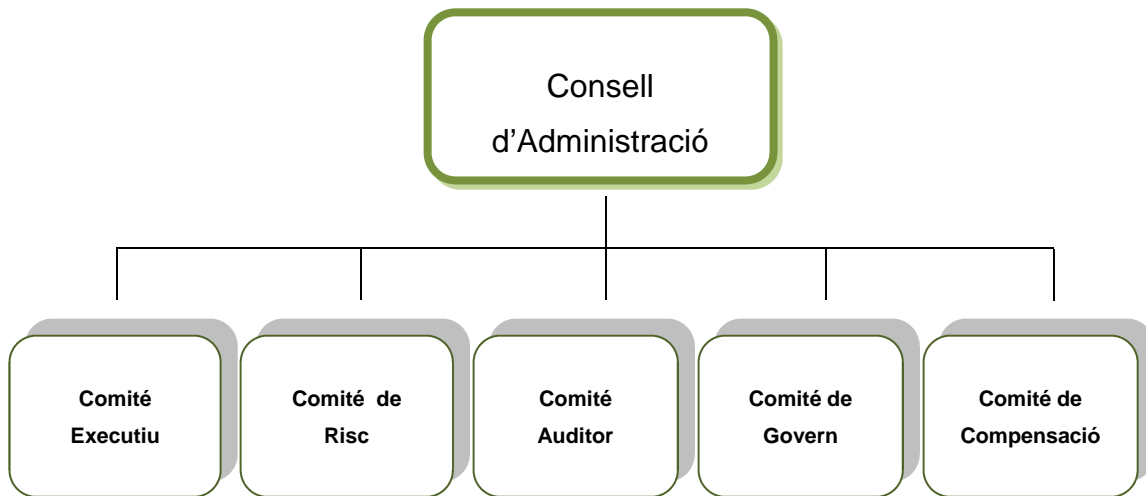 Consell
d’Administració
Comité
Executiu
Comité de
Risc
Comité
Auditor
Comité de
Govern
Comité de
Compensació